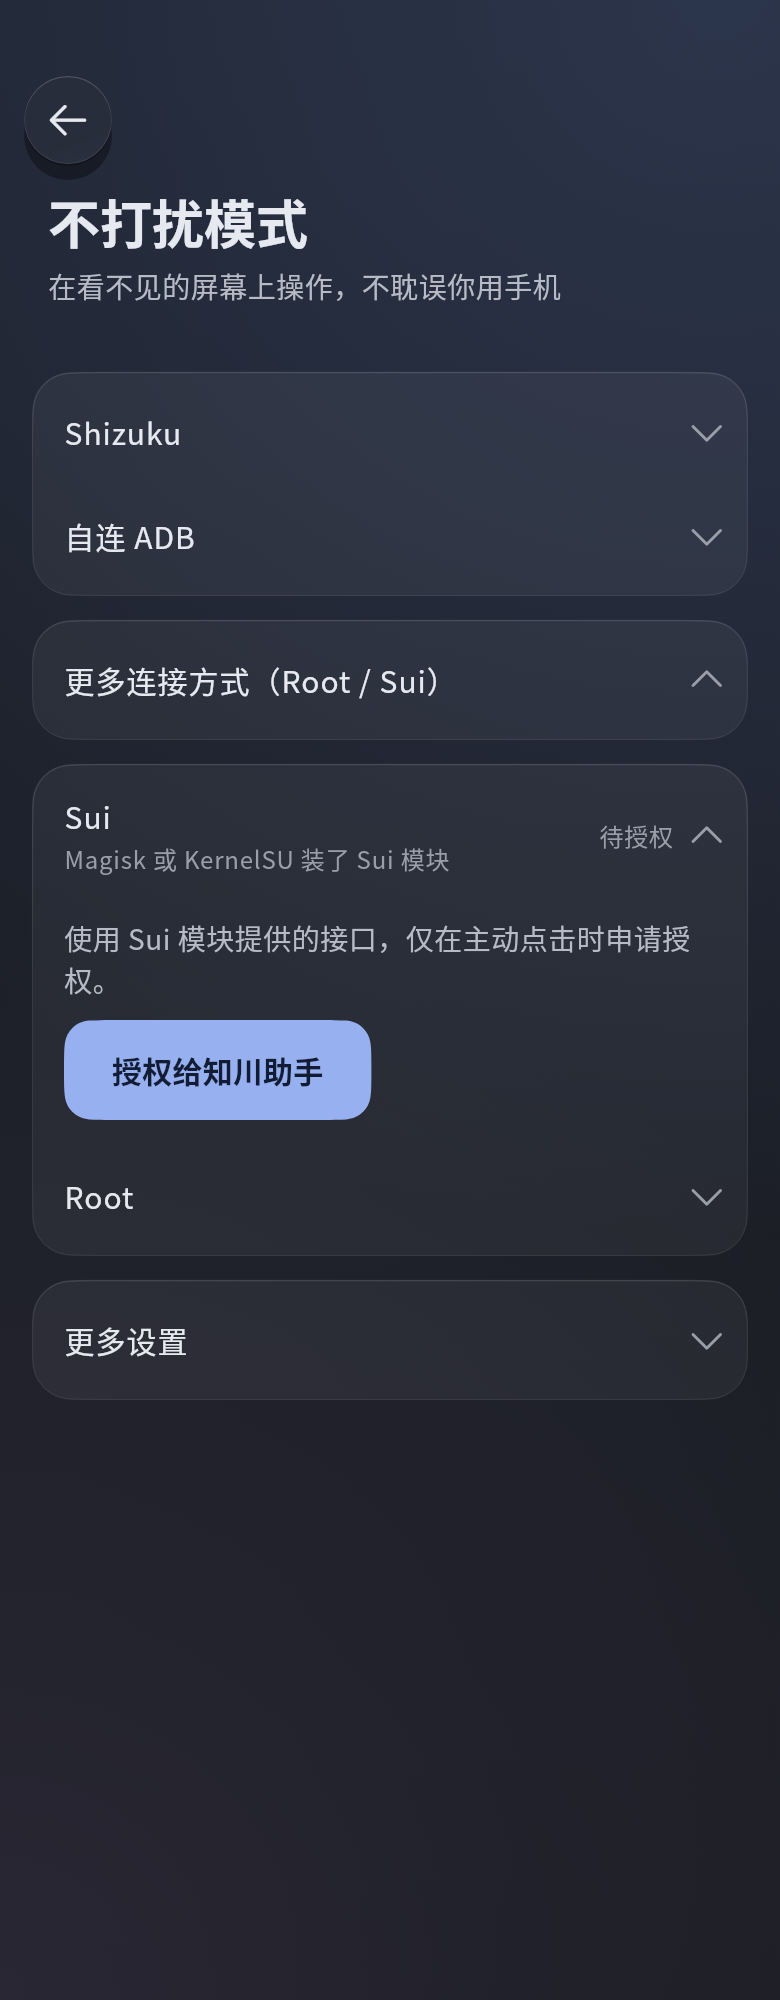 不打扰模式
在看不见的屏幕上操作，不耽误你用手机
Shizuku
自连 ADB
更多连接方式（Root / Sui）
Sui
待授权
Magisk 或 KernelSU 装了 Sui 模块
使用 Sui 模块提供的接口，仅在主动点击时申请授
权。
授权给知川助手
Root
更多设置